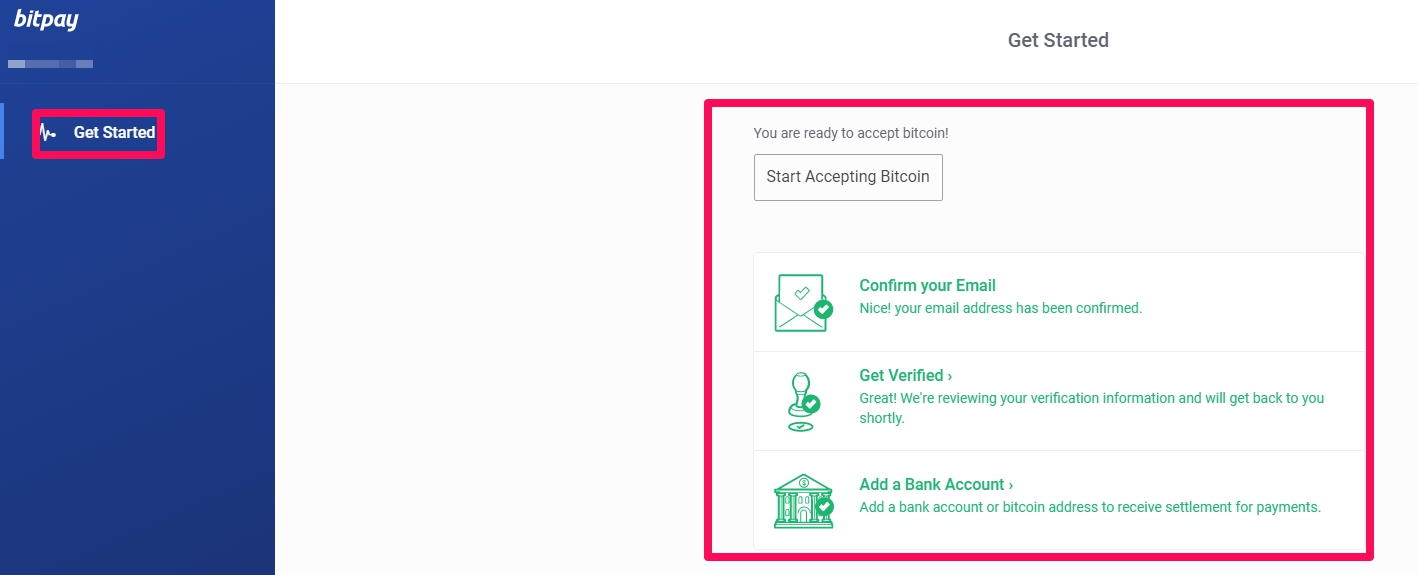 bitpay
Get Started
Get Started
You are ready to accept bitcoin!
Start Accepting Bitcoin
Confirm your Email
Nice! your email address has been confirmed.
Get Verified ›
Great! We're reviewing your verification information and will get back to you
shortly.
Add a Bank Account ›
Add a bank account or bitcoin address to receive settlement for payments.